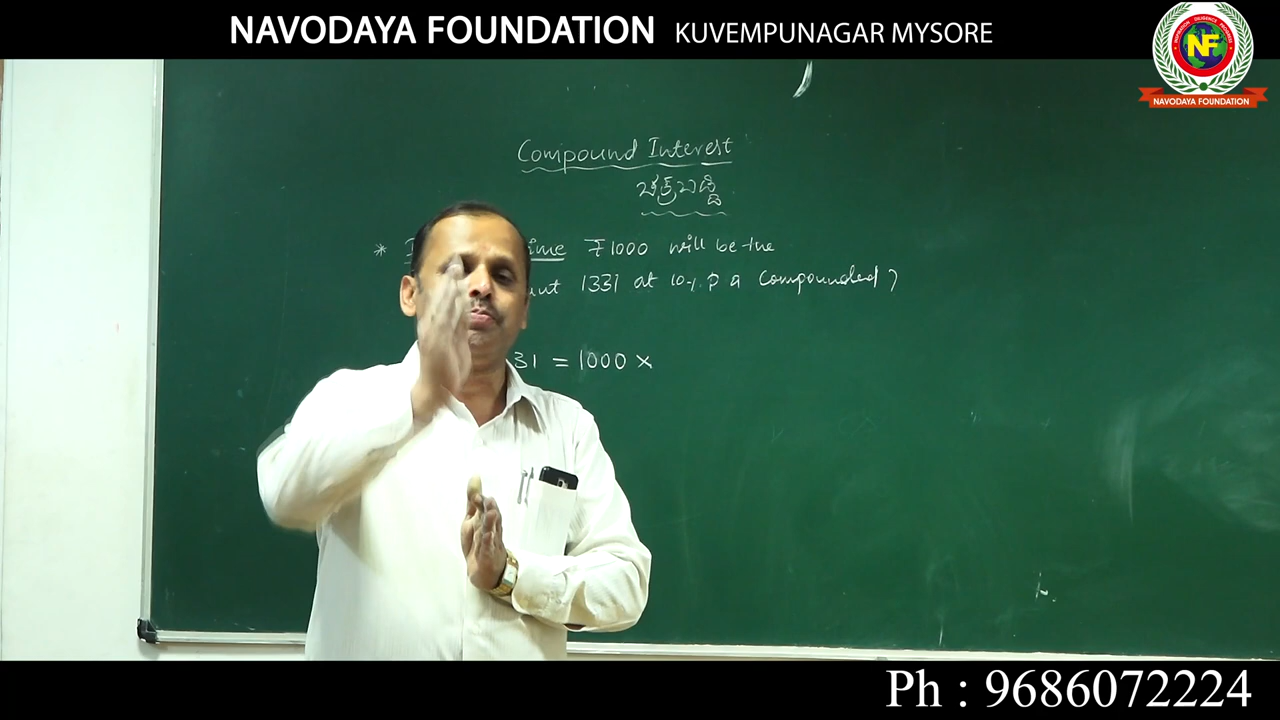 NAVODAYA FOUNDATION KUVEMPUNAGAR MYSORE
NF
NAVODAYA FOUNDATION
Compound Interest
ಚಕ್ರಬಡ್ಡಿ
* ime ₹1000 will be the
unt 1331 at 10% p a compounded?
31 = 1000 ×
Ph : 9686072224